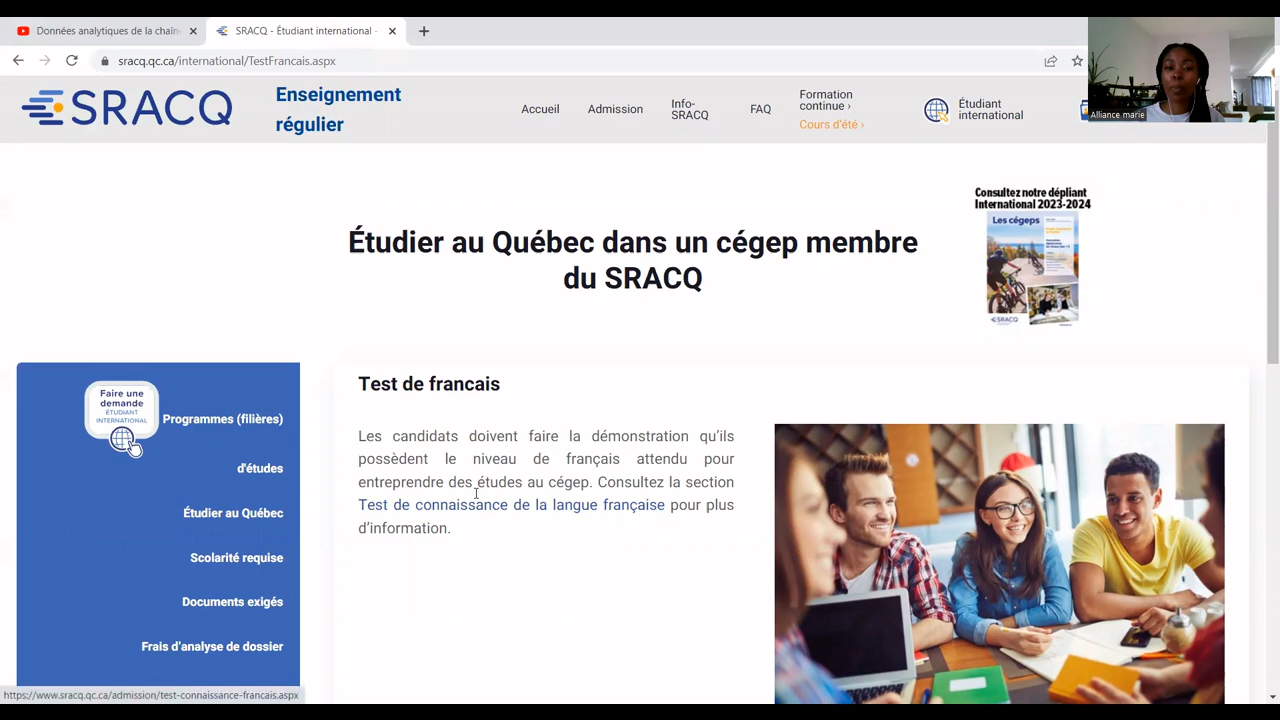 Données analytiques de la chaîn
SRACQ - Étudiant international -
sracq.qc.ca/international/TestFrancais.aspx
Alliance marie
SRACQ
Enseignement
régulier
Accueil
Admission
Info-
SRACQ
FAQ
Formation
continue ›
Cours d'été ›
Étudiant
international
Étudier au Québec dans un cégep membre
du SRACQ
Consultez notre dépliant
International 2023-2024
Les cégeps
SRACQ
Faire une
demande
ÉTUDIANT
INTERNATIONAL
Programmes (filières)
d'études
Étudier au Québec
Scolarité requise
Documents exigés
Frais d'analyse de dossier
Test de francais
Les candidats doivent faire la démonstration qu'ils
possèdent le niveau de français attendu pour
entreprendre des études au cégep. Consultez la section
Test de connaissance de la langue française pour plus
d'information.
https://www.sracq.qc.ca/admission/test-connaissance-francais.aspx